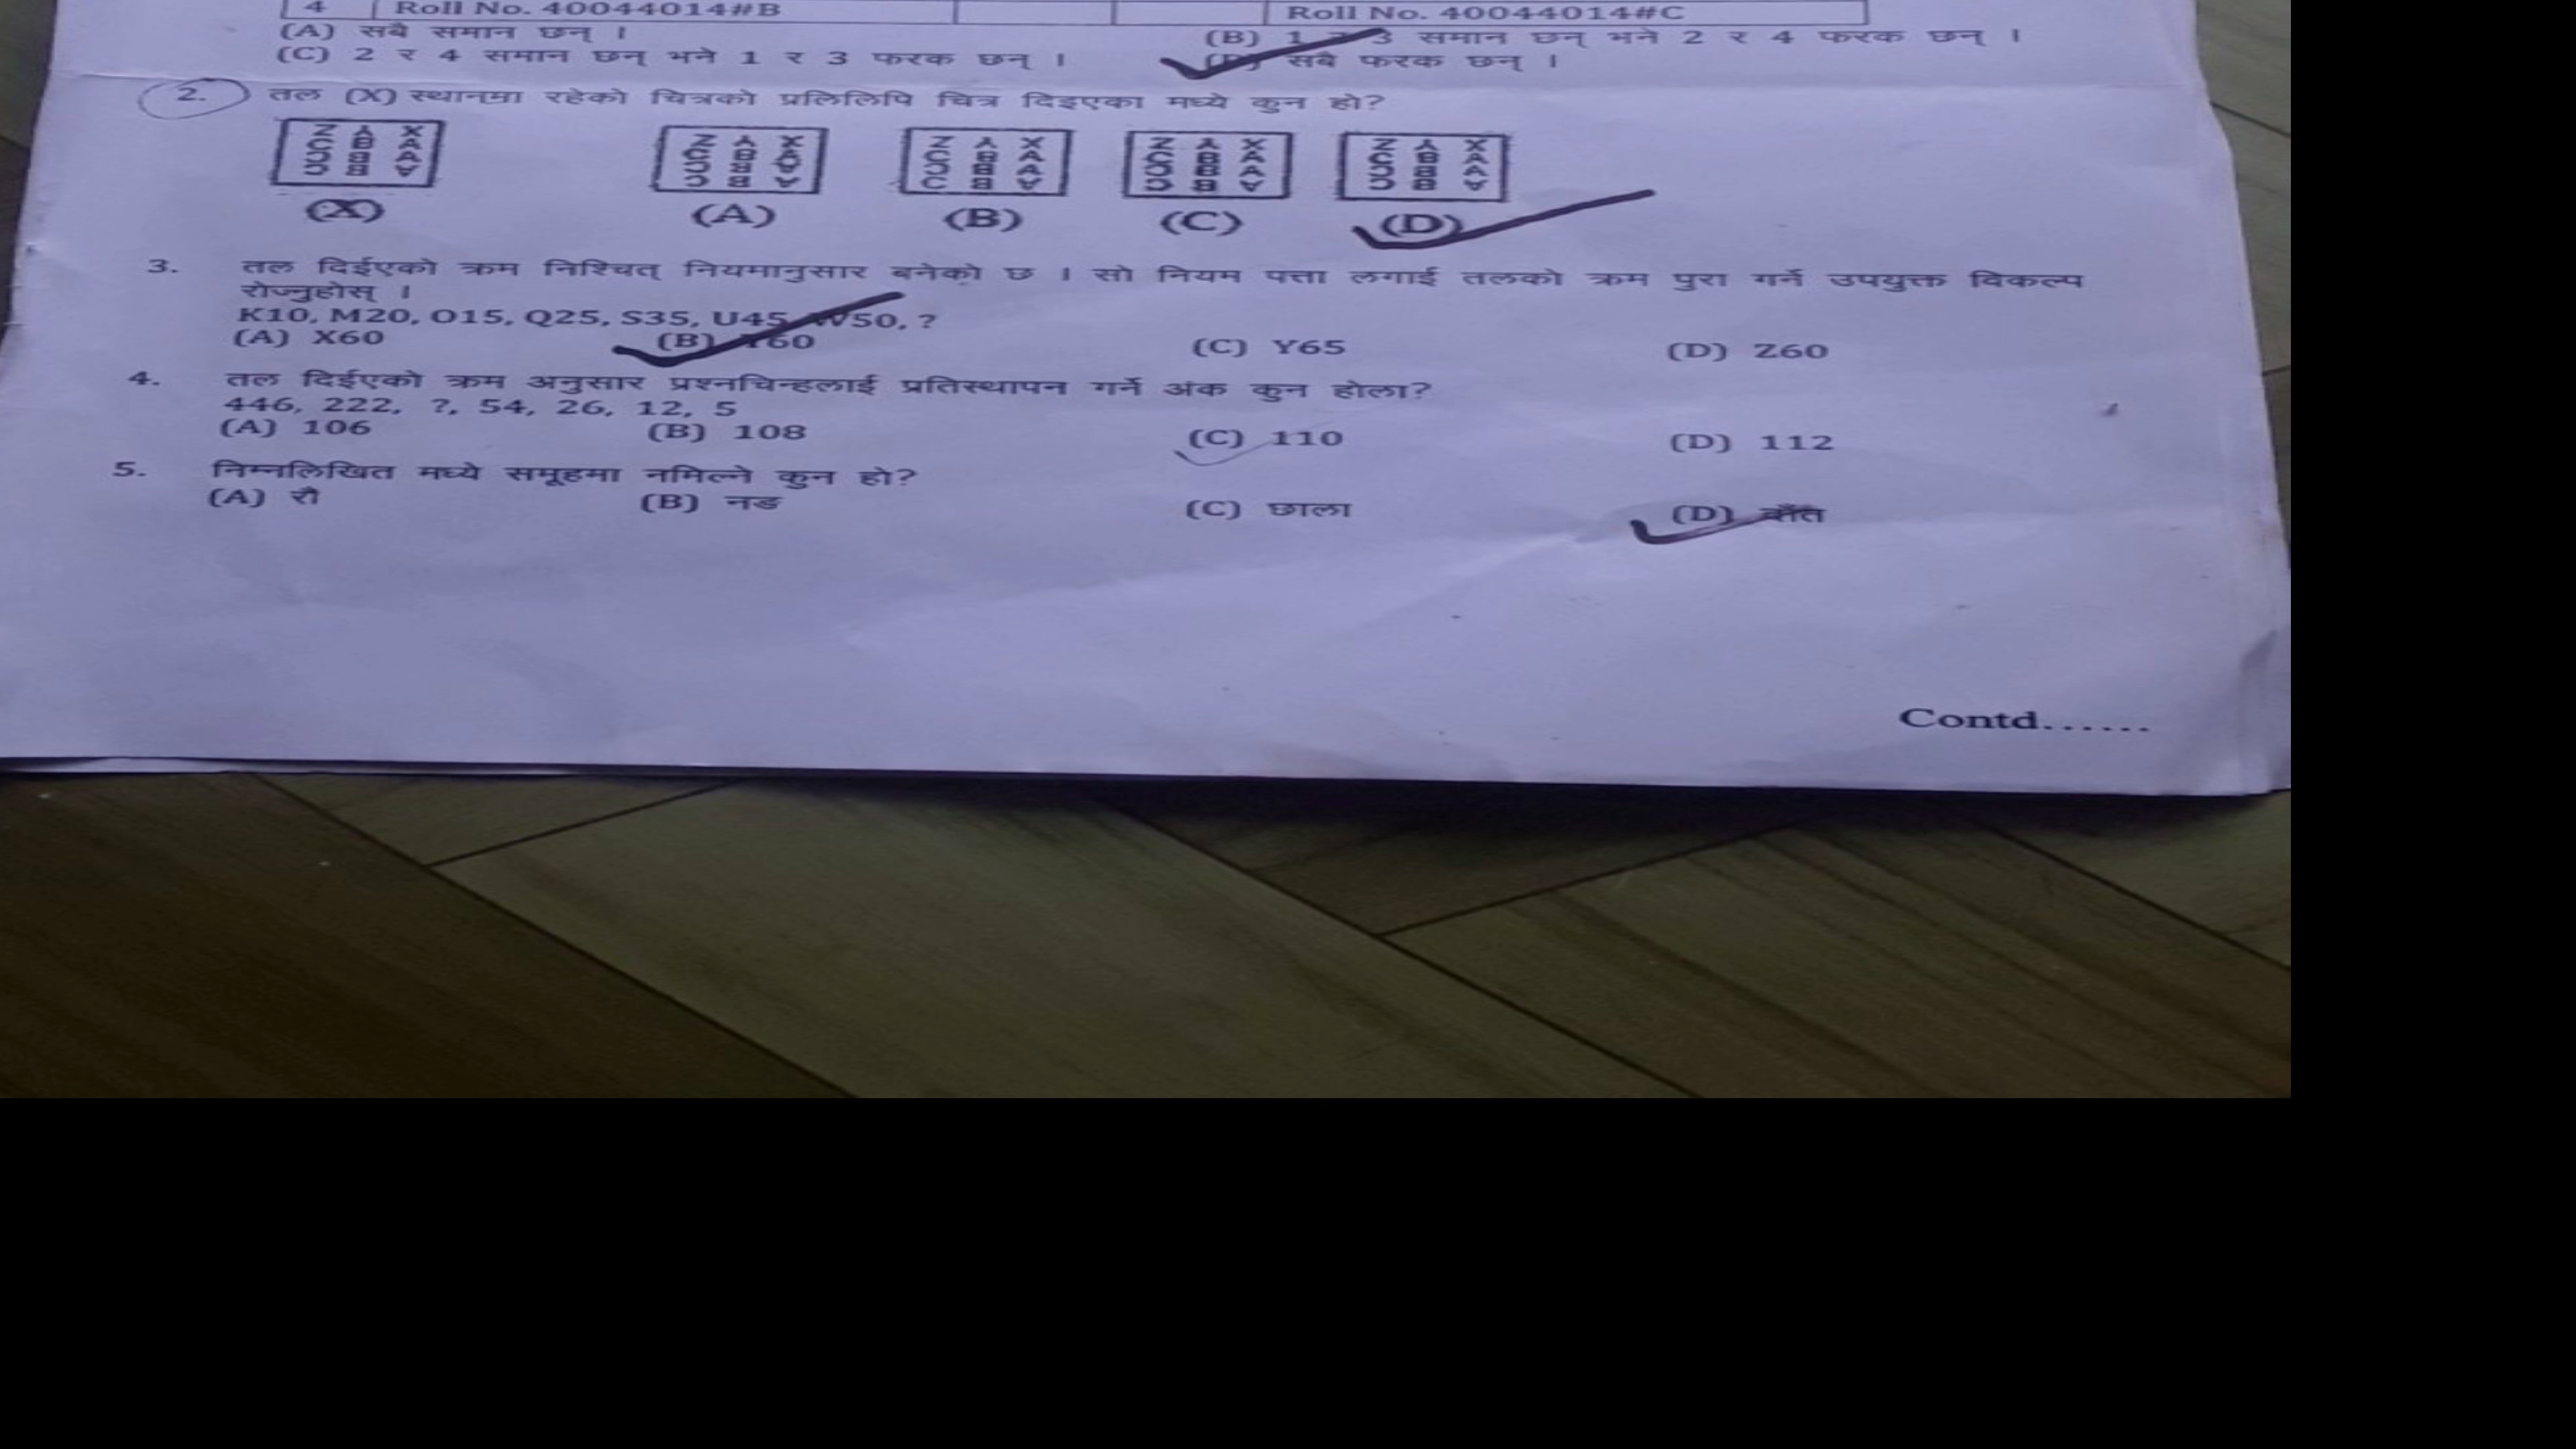 4 Roll No. 40044014#B Roll No. 40044014#C
(A) सबै समान छन् । (B) 1 र 3 समान छन् भने 2 र 4 फरक छन् ।
(C) 2 र 4 समान छन् भने 1 र 3 फरक छन् । सबै फरक छन् ।
2. तल (X) स्थानमा रहेको चित्रको प्रलिलिपि चित्र दिइएका मध्ये कुन हो?
(X) (A) (B) (C) (D)
3. तल दिईएको क्रम निश्चित् नियमानुसार बनेको छ । सो नियम पत्ता लगाई तलको क्रम पुरा गर्ने उपयुक्त विकल्प
रोज्नुहोस् ।
K10, M20, O15, Q25, S35, U45, W50, ?
(A) X60 (B) Y60 (C) Y65 (D) Z60
4. तल दिईएको क्रम अनुसार प्रश्नचिन्हलाई प्रतिस्थापन गर्ने अंक कुन होला?
446, 222, ?, 54, 26, 12, 5
(A) 106 (B) 108 (C) 110 (D) 112
5. निम्नलिखित मध्ये समूहमा नमिल्ने कुन हो?
(A) रौ (B) नङ (C) छाला (D) दाँत
Contd......